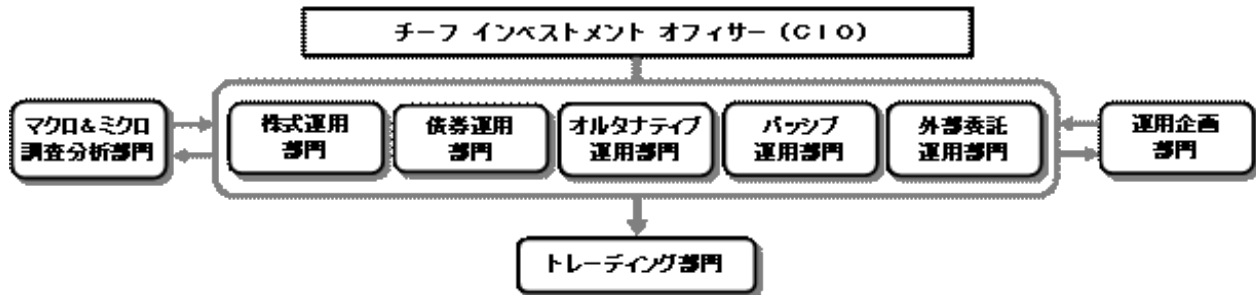 チーフ インベストメント オフィサー（ＣＩＯ）
マクロ＆ミクロ
調査分析部門
株式運用
部門
債券運用
部門
オルタナティブ
運用部門
パッシブ
運用部門
外部委託
運用部門
運用企画
部門
トレーディング部門